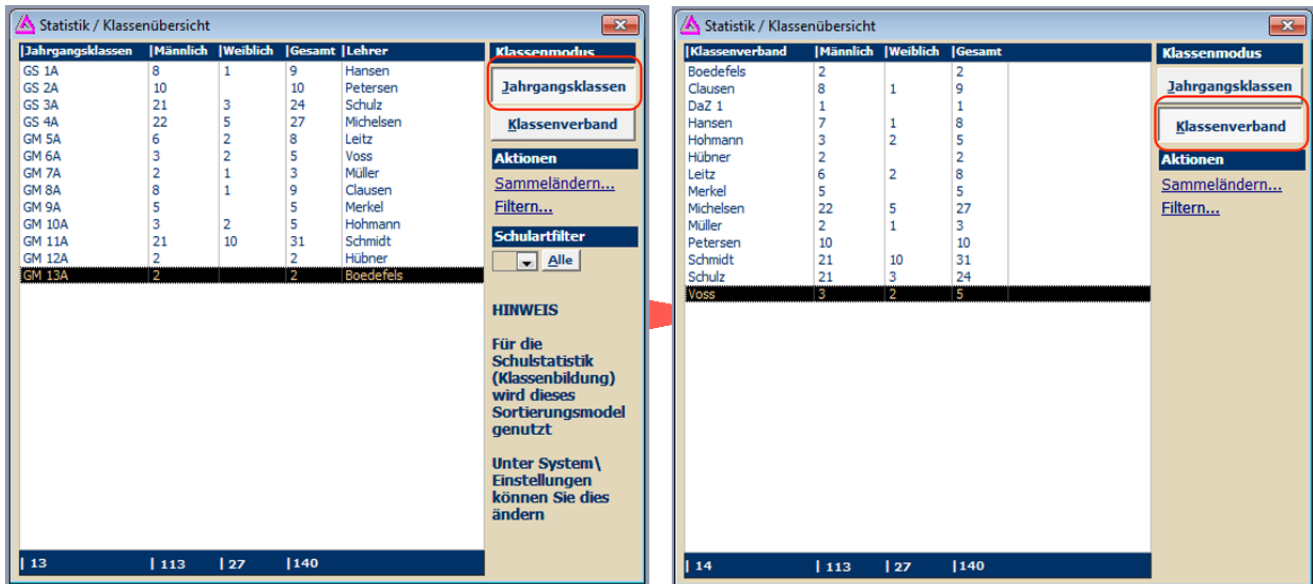 Statistik / Klassenübersicht
|Jahrgangsklassen |Männlich |Weiblich |Gesamt |Lehrer
GS 1A 8 1 9 Hansen
GS 2A 10 10 Petersen
GS 3A 21 3 24 Schulz
GS 4A 22 5 27 Michelsen
GM 5A 6 2 8 Leitz
GM 6A 3 2 5 Voss
GM 7A 2 1 3 Müller
GM 8A 8 1 9 Clausen
GM 9A 5 5 Merkel
GM 10A 3 2 5 Hohmann
GM 11A 21 10 31 Schmidt
GM 12A 2 2 Hübner
GM 13A 2 2 Boedefels
| 13 | 113 | 27 |140
Klassenmodus
Jahrgangsklassen
Klassenverband
Aktionen
Sammeländern...
Filtern...
Schulartfilter
Alle
HINWEIS
Für die
Schulstatistik
(Klassenbildung)
wird dieses
Sortierungsmodel
genutzt
Unter System\
Einstellungen
können Sie dies
ändern
Statistik / Klassenübersicht
|Klassenverband |Männlich |Weiblich |Gesamt
Boedefels 2 2
Clausen 8 1 9
DaZ 1 1 1
Hansen 7 1 8
Hohmann 3 2 5
Hübner 2 2
Leitz 6 2 8
Merkel 5 5
Michelsen 22 5 27
Müller 2 1 3
Petersen 10 10
Schmidt 21 10 31
Schulz 21 3 24
Voss 3 2 5
| 14 | 113 | 27 |140
Klassenmodus
Jahrgangsklassen
Klassenverband
Aktionen
Sammeländern...
Filtern...